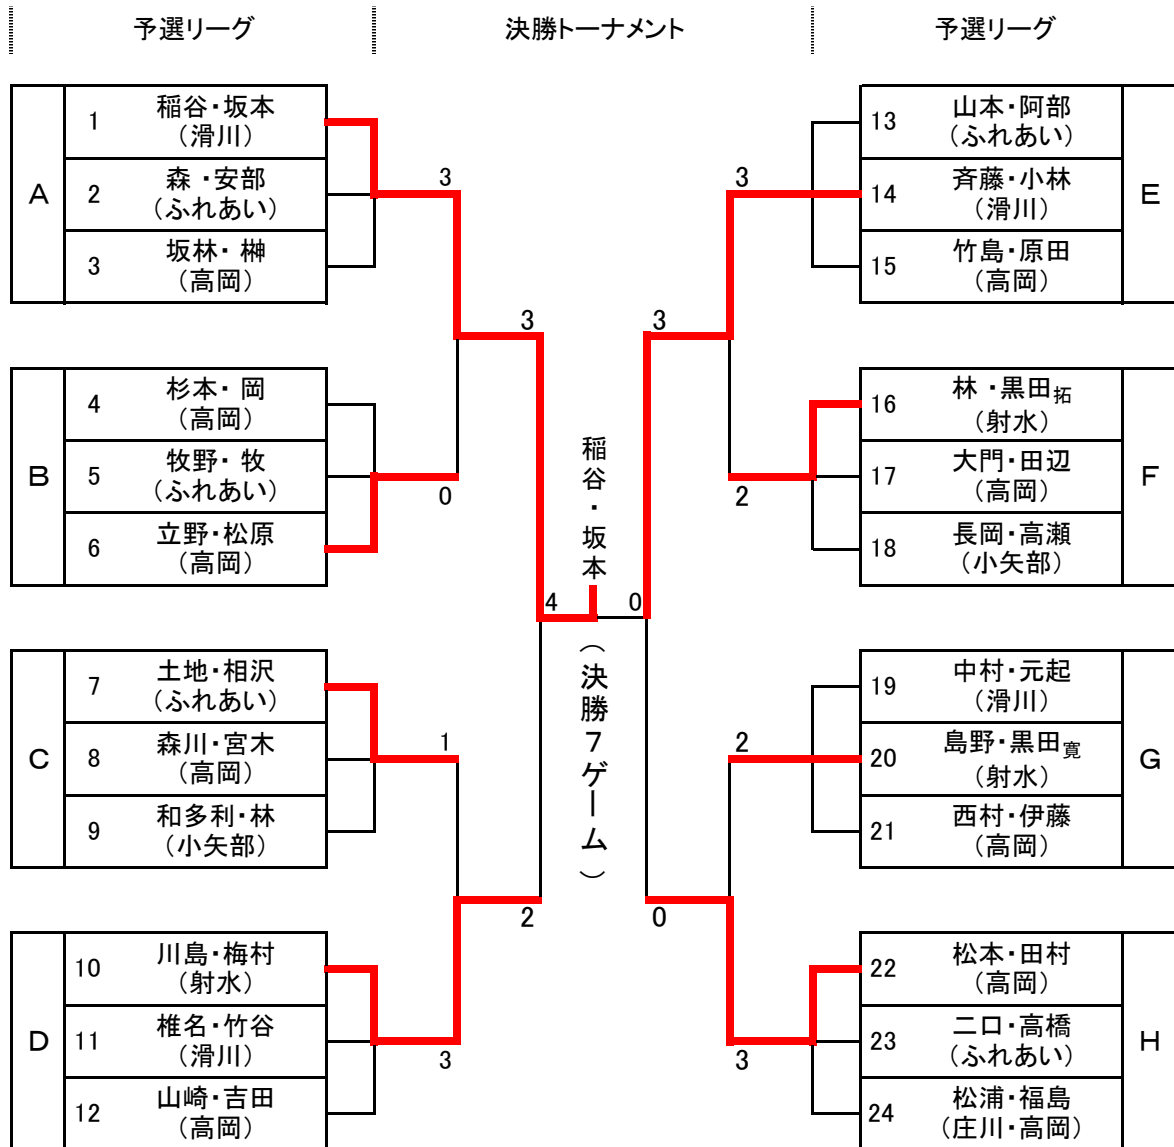 予選リーグ
決勝トーナメント
予選リーグ
A
1
稲谷・坂本
(滑川)
2
森 ・安部
(ふれあい)
3
坂林・ 榊
(高岡)
B
4
杉本・ 岡
(高岡)
5
牧野・ 牧
(ふれあい)
6
立野・松原
(高岡)
C
7
土地・相沢
(ふれあい)
8
森川・宮木
(高岡)
9
和多利・林
(小矢部)
D
10
川島・梅村
(射水)
11
椎名・竹谷
(滑川)
12
山崎・吉田
(高岡)
3
0
1
3
3
2
4
稲谷・坂本
(決勝7ゲーム)
0
3
0
3
2
2
3
13
山本・阿部
(ふれあい)
14
斉藤・小林
(滑川)
15
竹島・原田
(高岡)
E
16
林 ・黒田拓
(射水)
17
大門・田辺
(高岡)
18
長岡・高瀬
(小矢部)
F
19
中村・元起
(滑川)
20
島野・黒田寛
(射水)
21
西村・伊藤
(高岡)
G
22
松本・田村
(高岡)
23
二口・高橋
(ふれあい)
24
松浦・福島
(庄川・高岡)
H